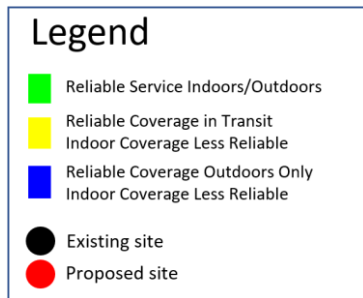 Legend
Reliable Service Indoors/Outdoors
Reliable Coverage in Transit
Indoor Coverage Less Reliable
Reliable Coverage Outdoors Only
Indoor Coverage Less Reliable
Existing site
Proposed site